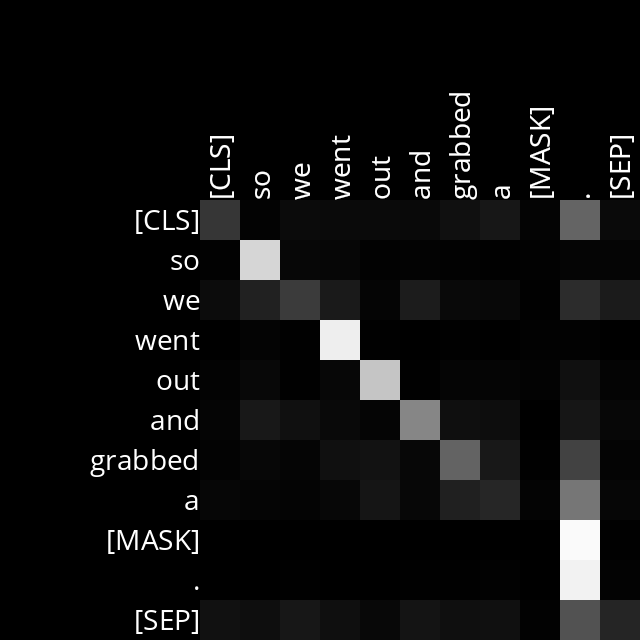 [CLS] so we went out and grabbed a [MASK] . [SEP]
[CLS]
so
we
went
out
and
grabbed
a
[MASK]
.
[SEP]